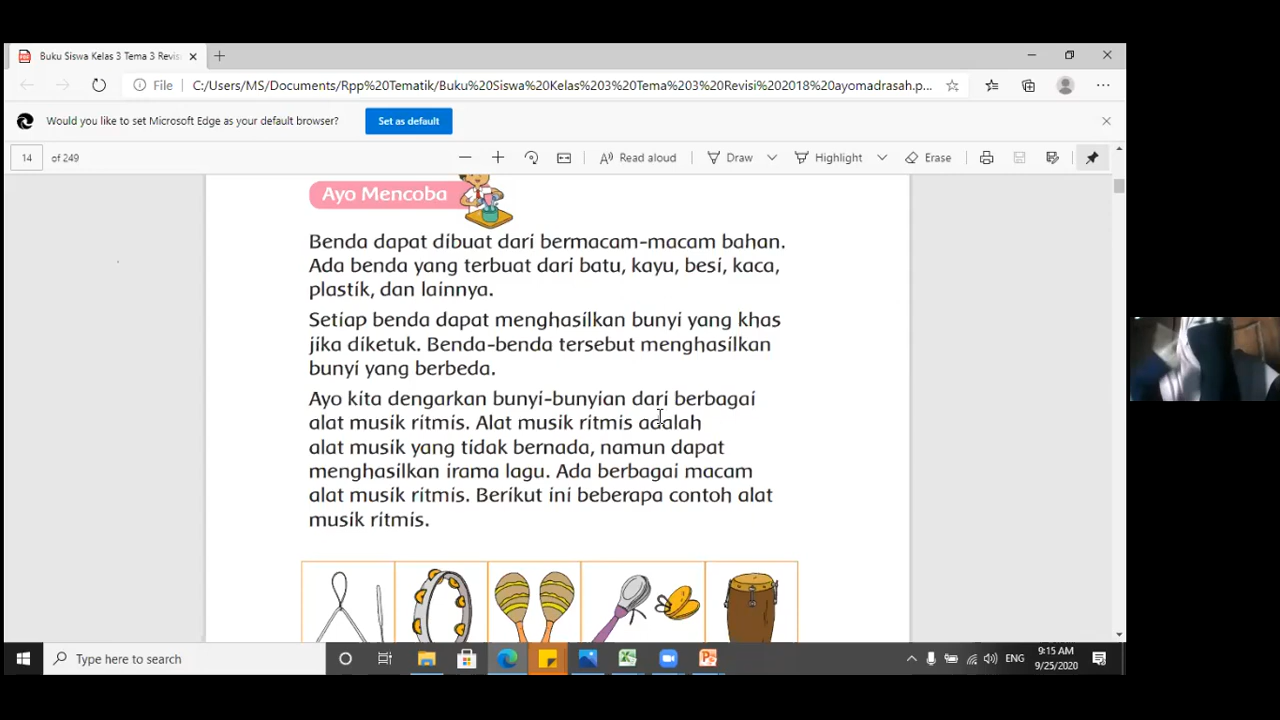 Buku Siswa Kelas 3 Tema 3 Revis
File C:/Users/MS/Documents/Rpp%20Tematik/Buku%20Siswa%20Kelas%203%20Tema%203%20Revisi%202018%20ayomadrasah.p...
Would you like to set Microsoft Edge as your default browser? Set as default
14 of 249 Read aloud Draw Highlight Erase
Ayo Mencoba
Benda dapat dibuat dari bermacam-macam bahan.
Ada benda yang terbuat dari batu, kayu, besi, kaca,
plastik, dan lainnya.
Setiap benda dapat menghasilkan bunyi yang khas
jika diketuk. Benda-benda tersebut menghasilkan
bunyi yang berbeda.
Ayo kita dengarkan bunyi-bunyian dari berbagai
alat musik ritmis. Alat musik ritmis adalah
alat musik yang tidak bernada, namun dapat
menghasilkan irama lagu. Ada berbagai macam
alat musik ritmis. Berikut ini beberapa contoh alat
musik ritmis.
Type here to search ENG 9:15 AM
9/25/2020